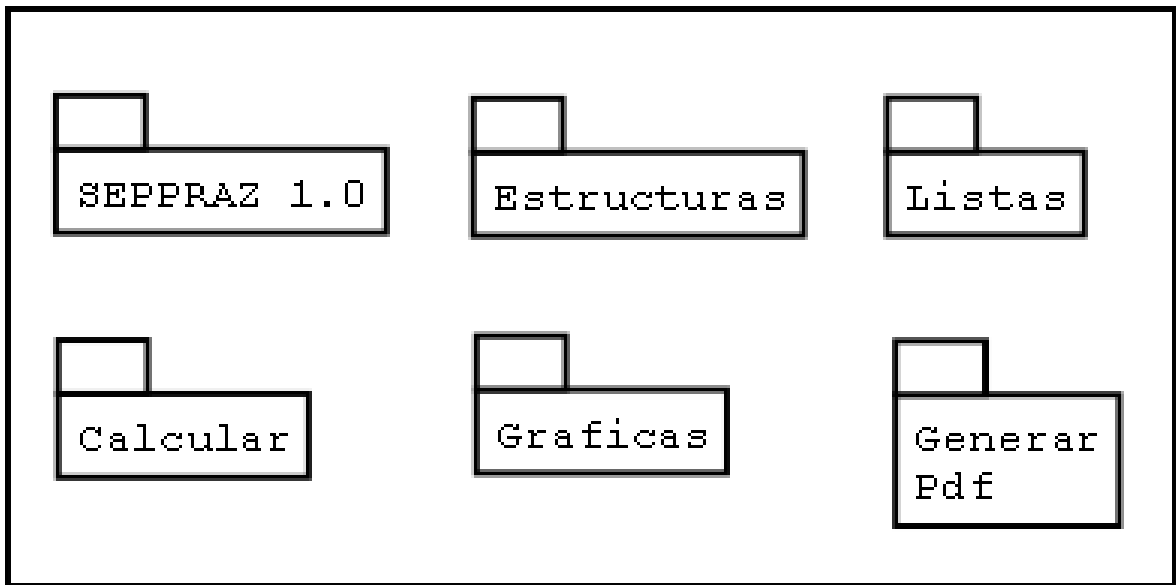 SEPPRAZ 1.0
Estructuras
Listas
Calcular
Graficas
Generar
Pdf